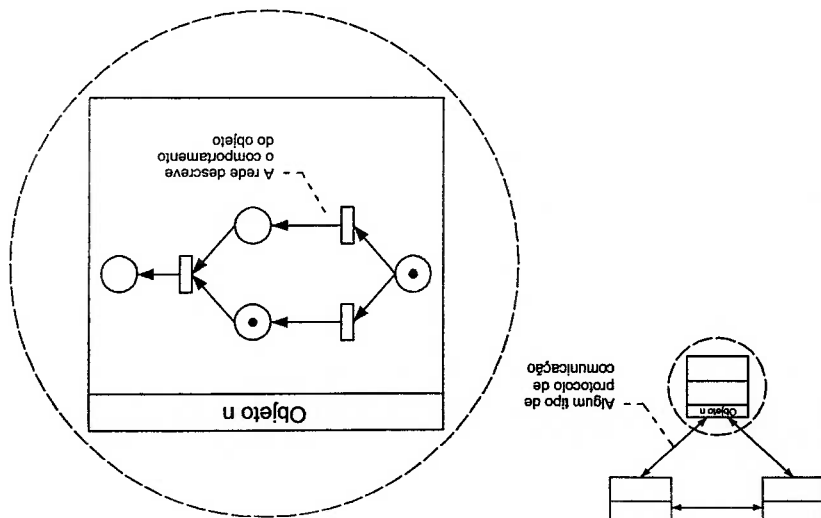 Algum tipo de
protocolo de
comunicação
Objeto n
Objeto n
A rede descreve
o comportamento
do objeto